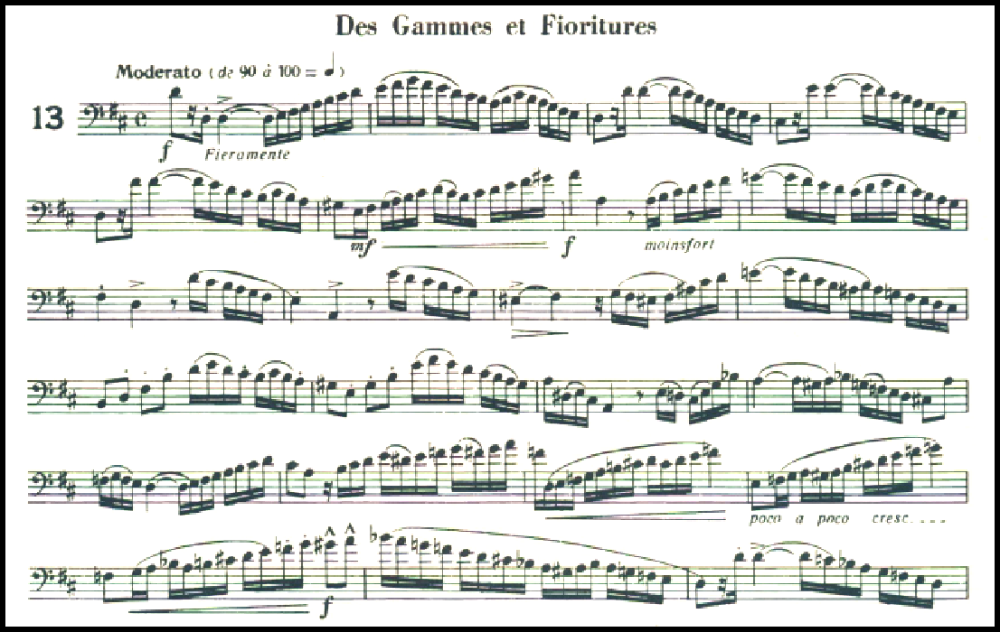 Des Gammes et Fioritures
Moderato (de 90 à 100 = ♩)
13
f Fieramente
mf f moinsfort
poco a poco cresc....
f